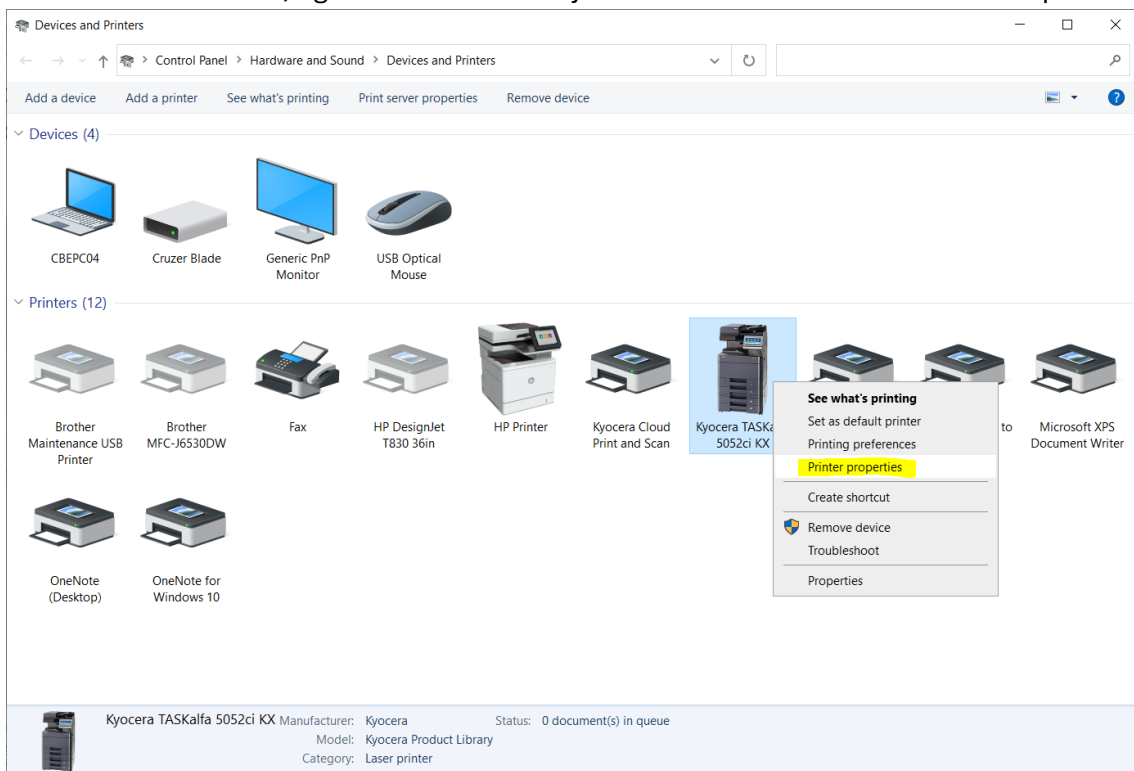 Devices and Printers
Control Panel > Hardware and Sound > Devices and Printers
Add a device Add a printer See what's printing Print server properties Remove device
Devices (4)
CBEPC04
Cruzer Blade
Generic PnP
Monitor
USB Optical
Mouse
Printers (12)
Brother
Maintenance USB
Printer
Brother
MFC-J6530DW
Fax
HP DesignJet
T830 36in
HP Printer
Kyocera Cloud
Print and Scan
Kyocera
5052ci KX
to
Microsoft XPS
Document Writer
See what's printing
Set as default printer
Printing preferences
Printer properties
Create shortcut
Remove device
Troubleshoot
Properties
OneNote
(Desktop)
OneNote for
Windows 10
Kyocera TASKalfa 5052ci KX Manufacturer: Kyocera Status: 0 document(s) in queue
Model: Kyocera Product Library
Category: Laser printer